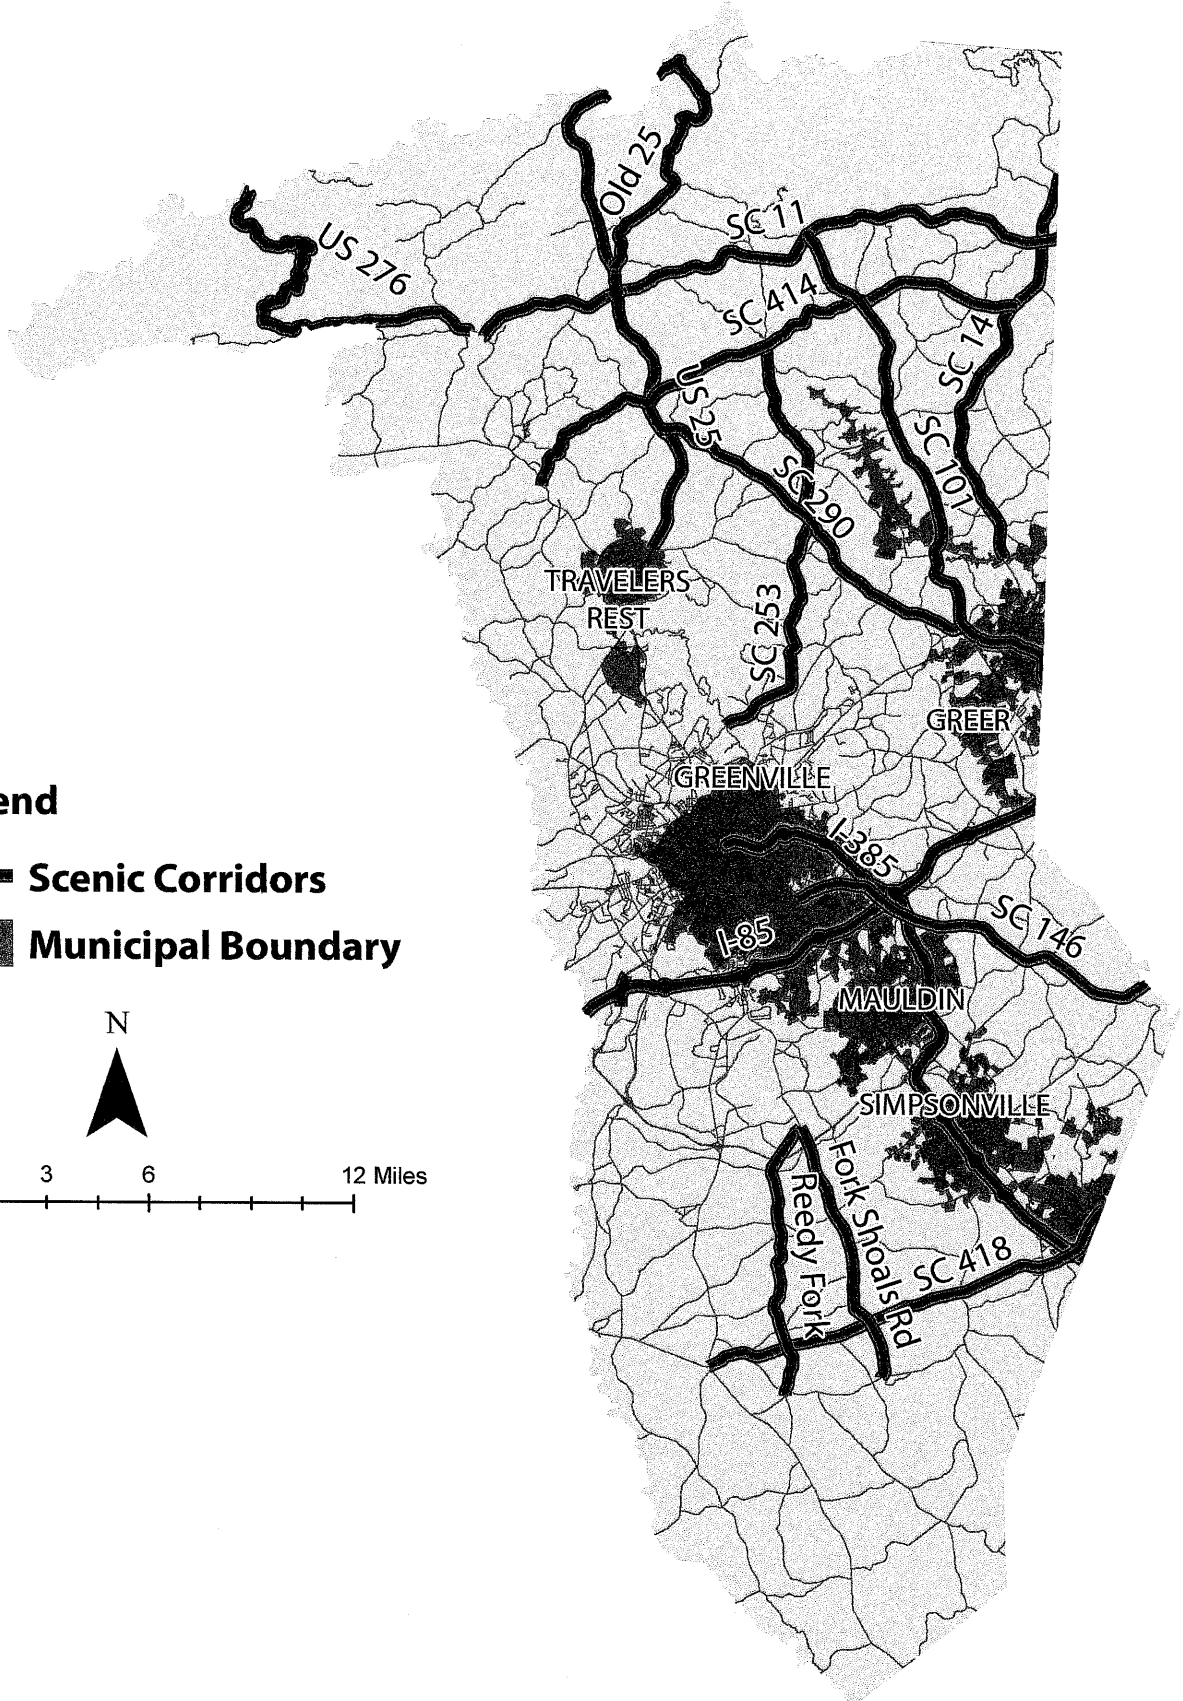 Old 25
SC 11
US 276
SC 414
SC 14
US 25
SC 101
SC 290
TRAVELERS
REST
SC 253
GREER
GREENVILLE
end
I-385
Scenic Corridors
SC 146
I-85
Municipal Boundary
MAULDIN
N
SIMPSONVILLE
3 6 12 Miles
Fork Shoals Rd
Reedy Fork
SC 418